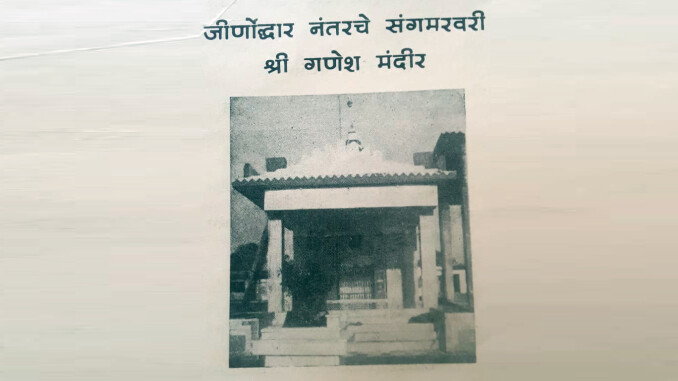 जीर्णोद्धार नंतरचे संगमरवरी
श्री गणेश मंदीर